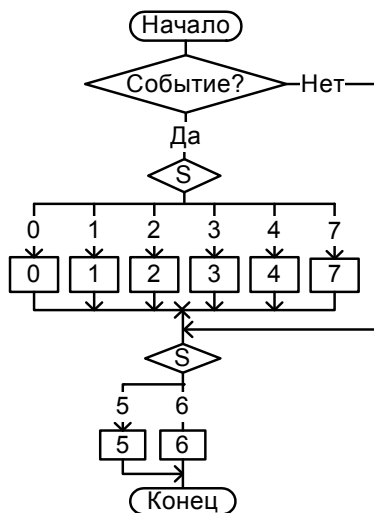 Начало
Событие? Нет
Да
S
0 1 2 3 4 7
0 1 2 3 4 7
S
5 6
5 6
Конец